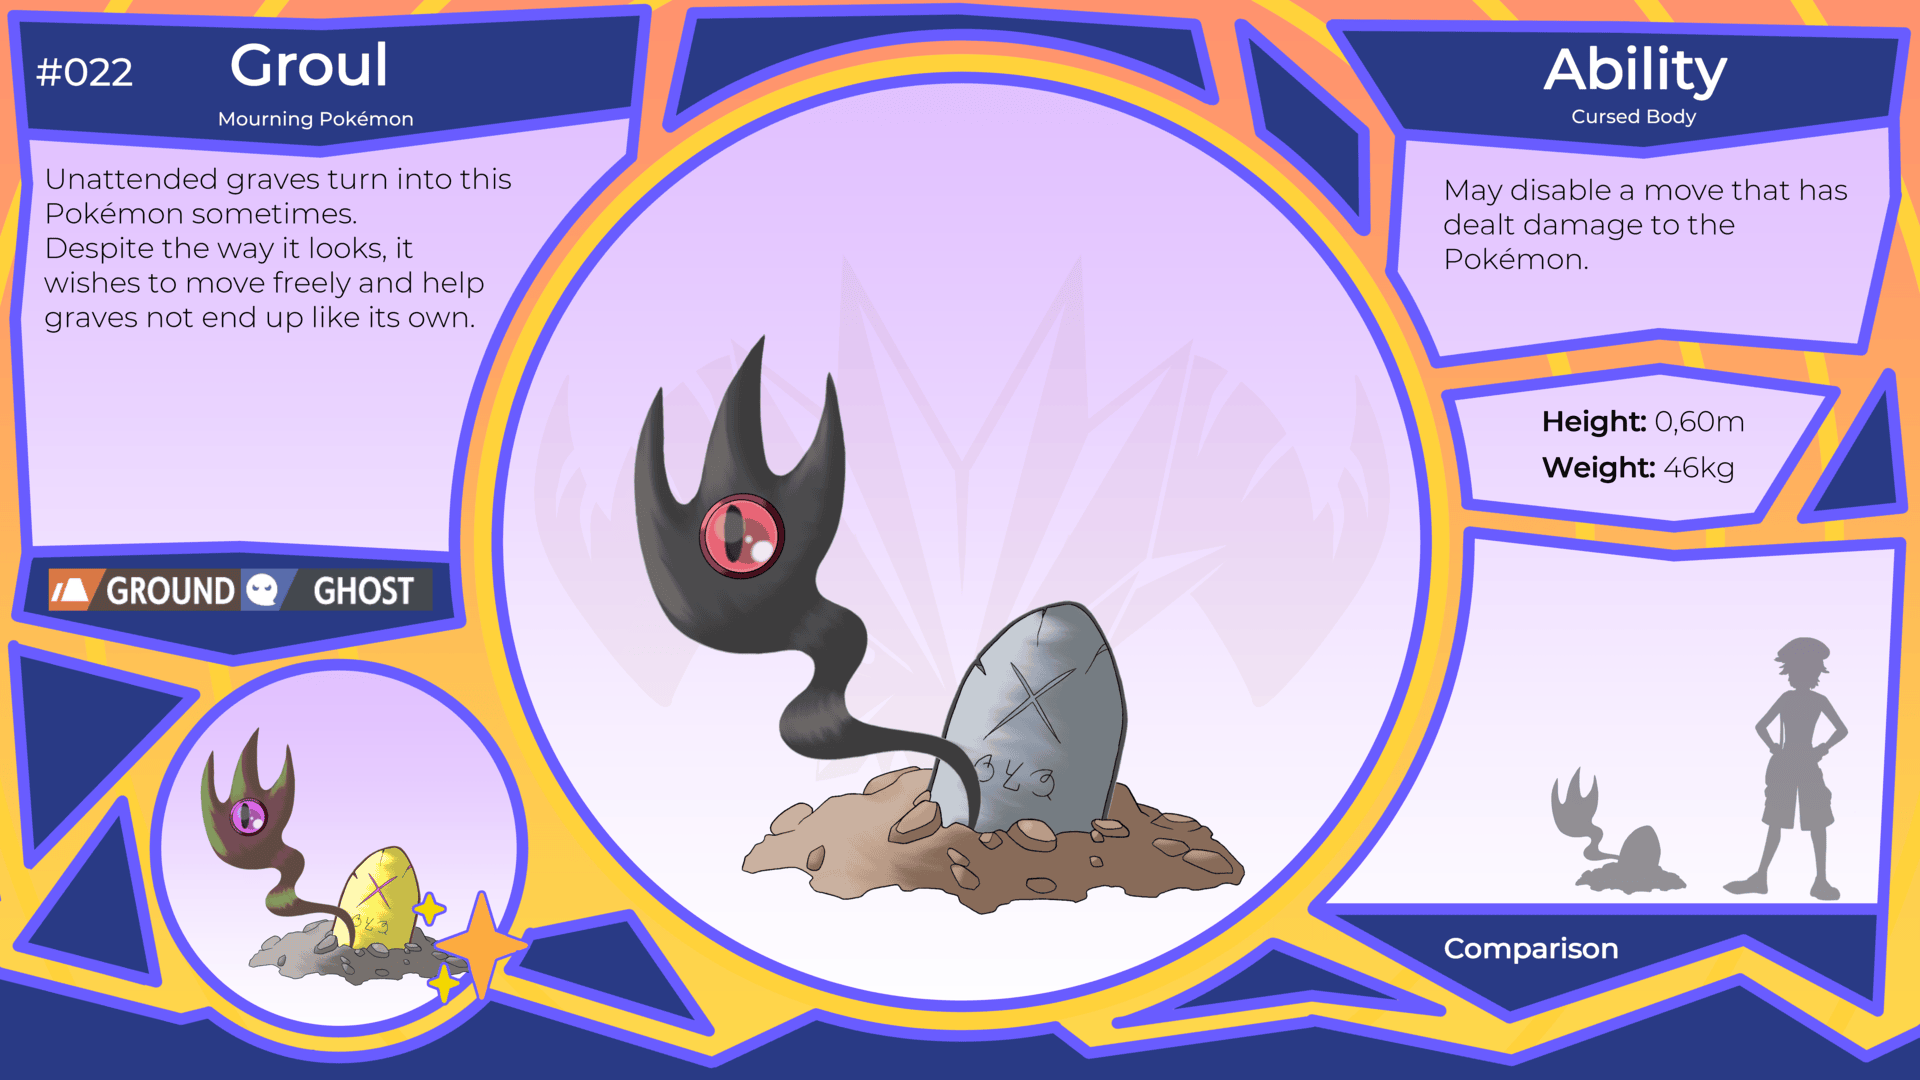 #022
Groul
Mourning Pokémon
Unattended graves turn into this
Pokémon sometimes.
Despite the way it looks, it
wishes to move freely and help
graves not end up like its own.
GROUND GHOST
Ability
Cursed Body
May disable a move that has
dealt damage to the
Pokémon.
Height: 0,60m
Weight: 46kg
Comparison